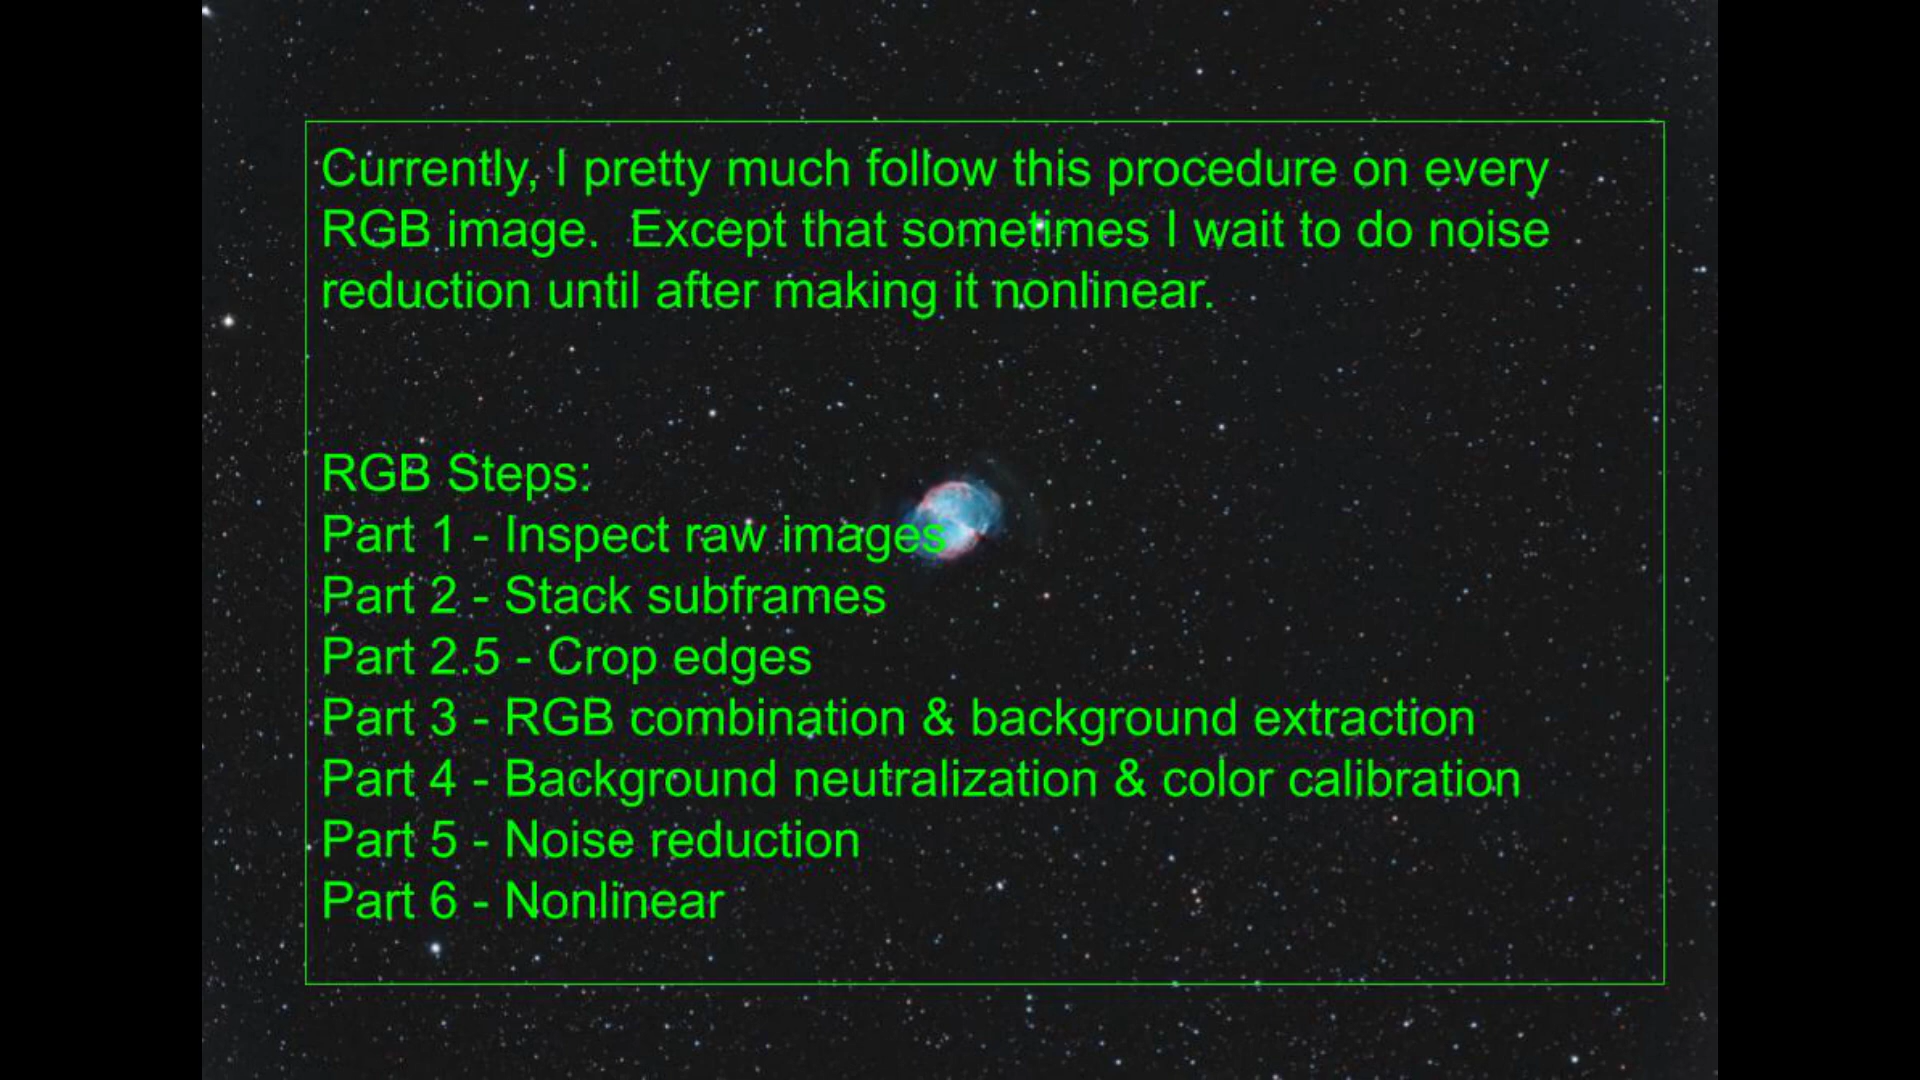 Currently, I pretty much follow this procedure on every
RGB image.  Except that sometimes I wait to do noise
reduction until after making it nonlinear.
RGB Steps:
Part 1 - Inspect raw images
Part 2 - Stack subframes
Part 2.5 - Crop edges
Part 3 - RGB combination & background extraction
Part 4 - Background neutralization & color calibration
Part 5 - Noise reduction
Part 6 - Nonlinear